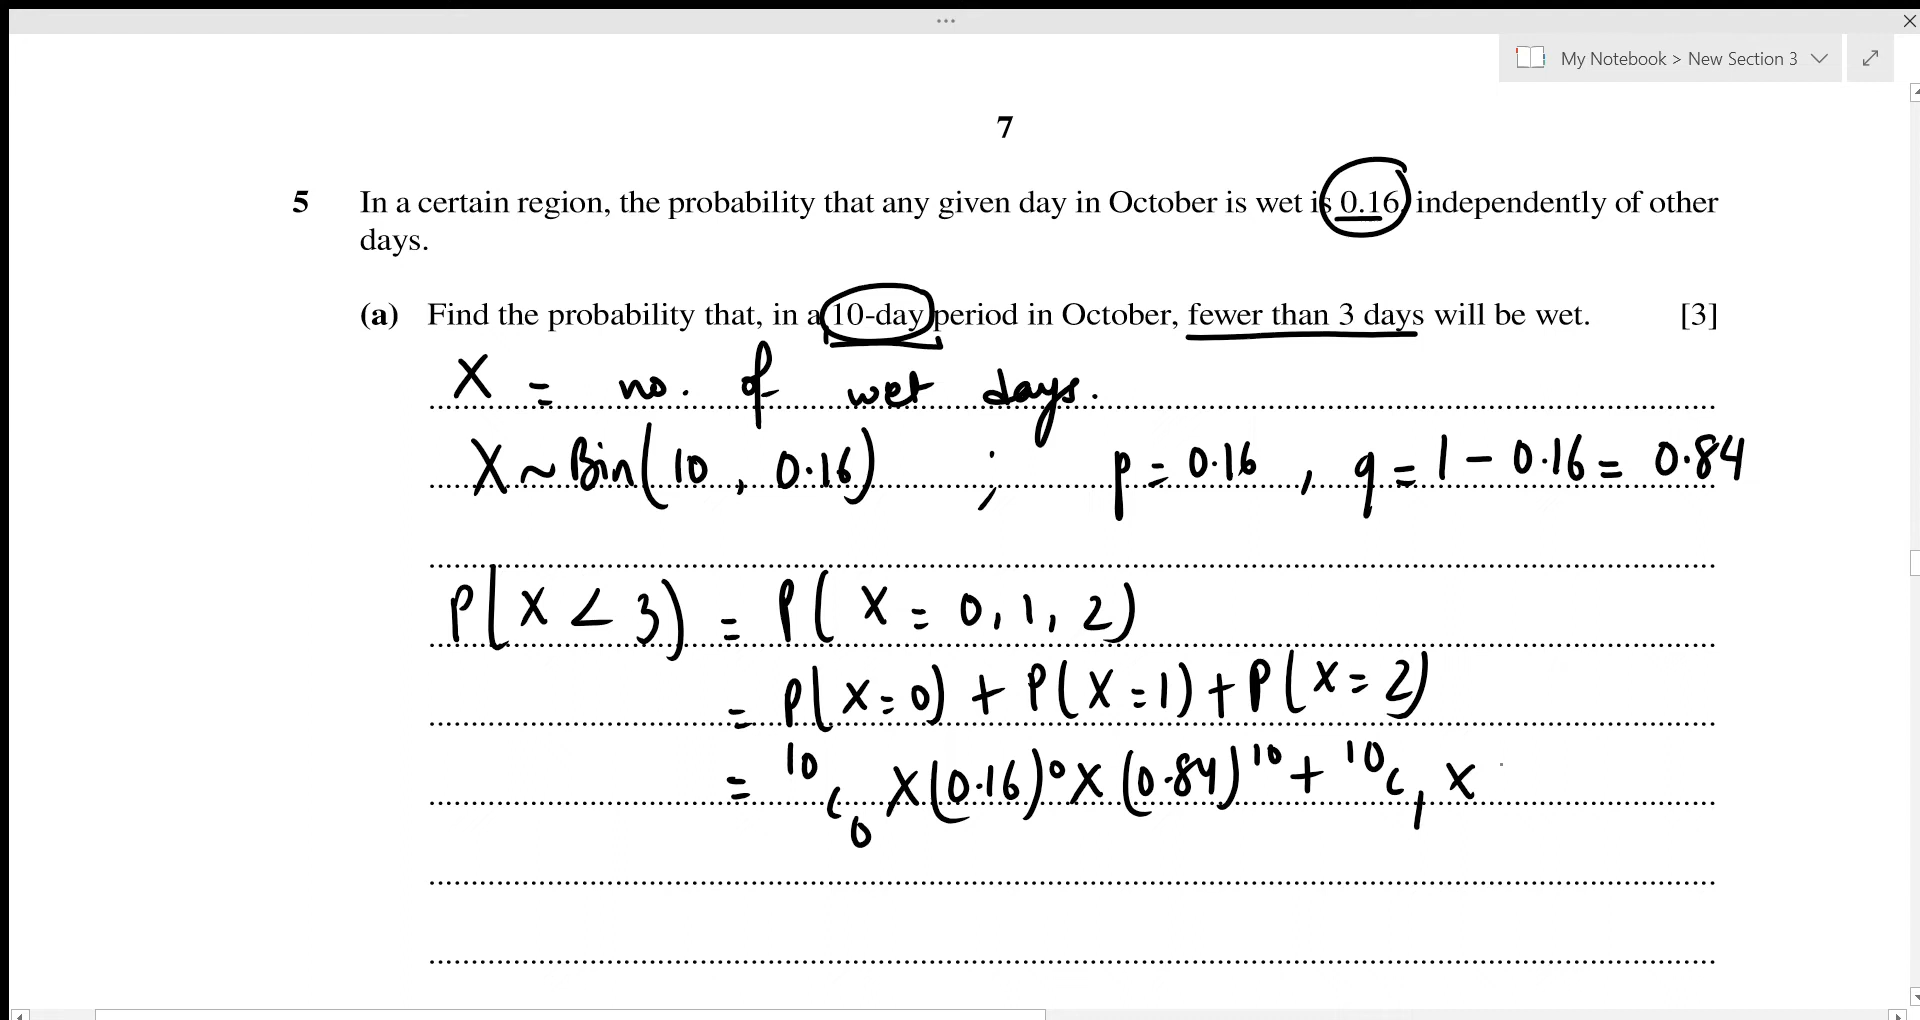 My Notebook > New Section 3
7
5 In a certain region, the probability that any given day in October is wet is 0.16, independently of other
days.
(a) Find the probability that, in a 10-day period in October, fewer than 3 days will be wet. [3]
X = no. of wet days.
X ~ Bin(10, 0.16) ; p = 0.16, q = 1 - 0.16 = 0.84
P(X < 3) = P(X = 0, 1, 2)
= P(X = 0) + P(X = 1) + P(X = 2)
= ¹⁰C₀ X (0.16)⁰ X (0.84)¹⁰ + ¹⁰C₁ X